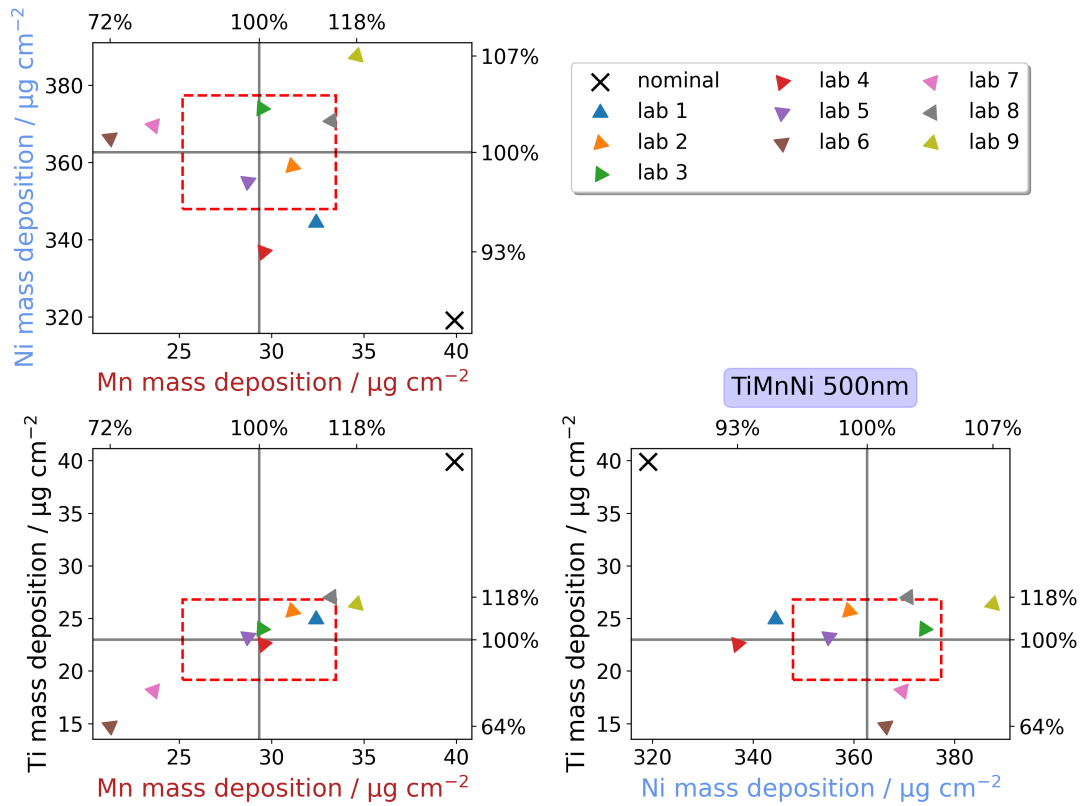 72% 100% 118%
380
360
340
320
107%
100%
93%
Ni mass deposition / µg cm−2
25 30 35 40
Mn mass deposition / µg cm−2
nominal
lab 1
lab 2
lab 3
lab 4
lab 5
lab 6
lab 7
lab 8
lab 9
72% 100% 118%
40
35
30
25
20
15
118%
100%
64%
Ti mass deposition / µg cm−2
25 30 35 40
Mn mass deposition / µg cm−2
TiMnNi 500nm
93% 100% 107%
40
35
30
25
20
15
118%
100%
64%
Ti mass deposition / µg cm−2
320 340 360 380
Ni mass deposition / µg cm−2